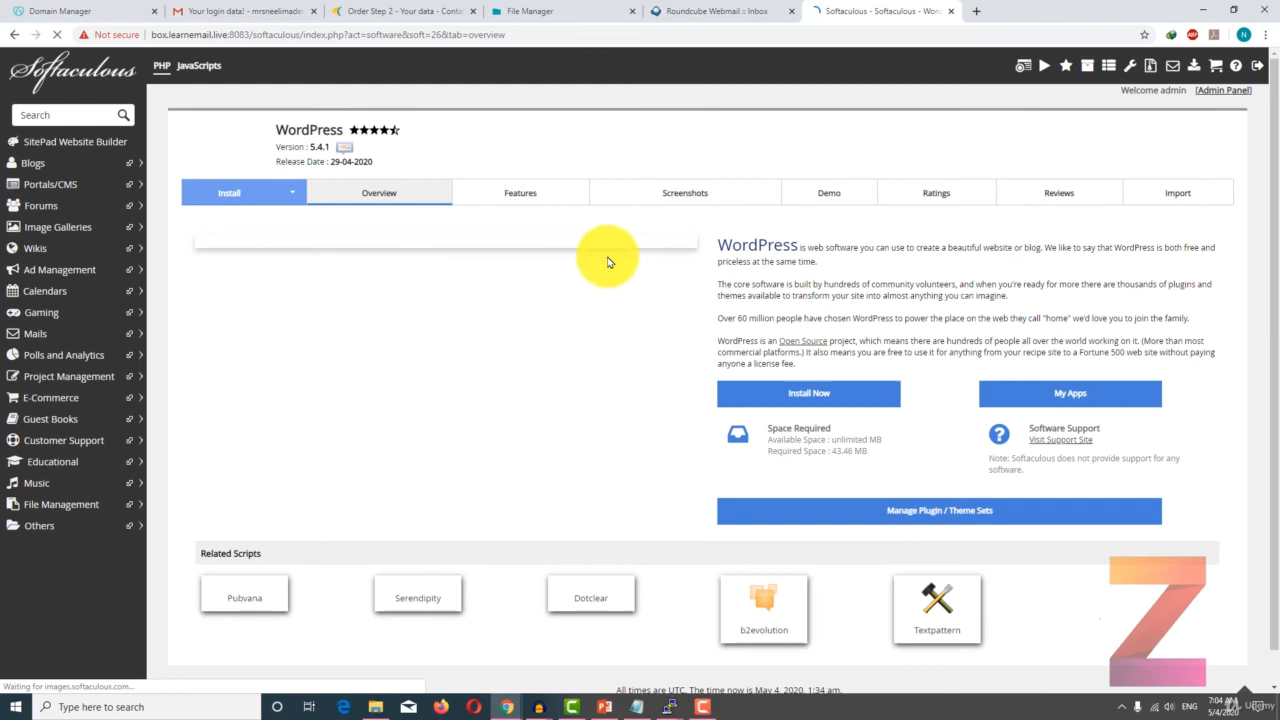 Domain Manager
Your login data! - mrsneelimadev
Order Step 2 - Your data - Conta
File Manager
Roundcube Webmail :: Inbox
Softaculous - Softaculous - Wor
Not secure | box.learnemail.live:8083/softaculous/index.php?act=software&soft=26&tab=overview
ABP
N
Softaculous
PHP
JavaScripts
Welcome admin [Admin Panel]
Search
SitePad Website Builder
Blogs
Portals/CMS
Forums
Image Galleries
Wikis
Ad Management
Calendars
Gaming
Mails
Polls and Analytics
Project Management
E-Commerce
Guest Books
Customer Support
Educational
Music
File Management
Others
WordPress
Version : 5.4.1
Release Date : 29-04-2020
Install
Overview
Features
Screenshots
Demo
Ratings
Reviews
Import
WordPress is web software you can use to create a beautiful website or blog. We like to say that WordPress is both free and
priceless at the same time.
The core software is built by hundreds of community volunteers, and when you're ready for more there are thousands of plugins and
themes available to transform your site into almost anything you can imagine.
Over 60 million people have chosen WordPress to power the place on the web they call "home" we'd love you to join the family.
WordPress is an Open Source project, which means there are hundreds of people all over the world working on it. (More than most
commercial platforms.) It also means you are free to use it for anything from your recipe site to a Fortune 500 web site without paying
anyone a license fee.
Install Now
My Apps
Space Required
Available Space : unlimited MB
Required Space : 43.46 MB
Software Support
Visit Support Site
Note: Softaculous does not provide support for any
software.
Manage Plugin / Theme Sets
Related Scripts
Pubvana
Serendipity
Dotclear
b2evolution
Textpattern
Z
Waiting for images.softaculous.com...
All times are UTC. The time now is May 4, 2020, 1:34 am.
Type here to search
ENG
7:04 AM
5/4/2020
Udemy